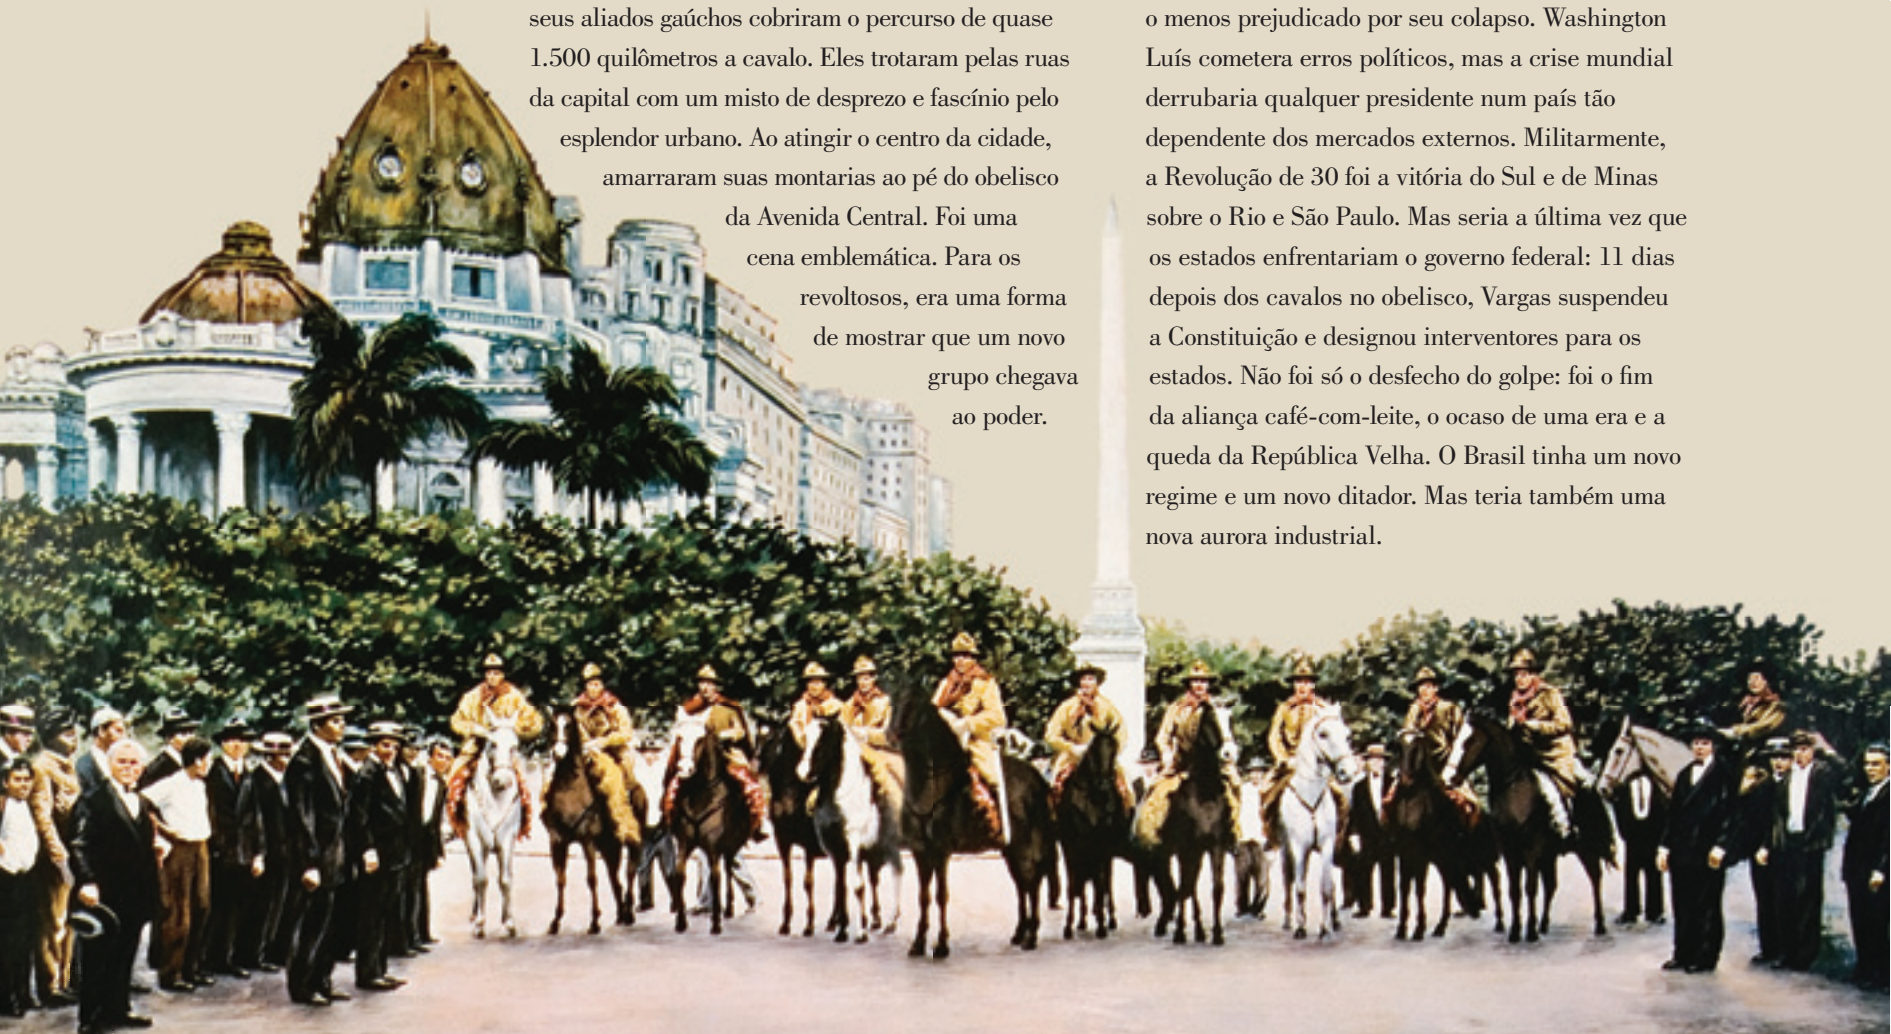 seus aliados gaúchos cobriram o percurso de quase
1.500 quilômetros a cavalo. Eles trotaram pelas ruas
da capital com um misto de desprezo e fascínio pelo
esplendor urbano. Ao atingir o centro da cidade,
amarraram suas montarias ao pé do obelisco
da Avenida Central. Foi uma
cena emblemática. Para os
revoltosos, era uma forma
de mostrar que um novo
grupo chegava
ao poder.
o menos prejudicado por seu colapso. Washington
Luís cometera erros políticos, mas a crise mundial
derrubaria qualquer presidente num país tão
dependente dos mercados externos. Militarmente,
a Revolução de 30 foi a vitória do Sul e de Minas
sobre o Rio e São Paulo. Mas seria a última vez que
os estados enfrentariam o governo federal: 11 dias
depois dos cavalos no obelisco, Vargas suspendeu
a Constituição e designou interventores para os
estados. Não foi só o desfecho do golpe: foi o fim
da aliança café-com-leite, o ocaso de uma era e a
queda da República Velha. O Brasil tinha um novo
regime e um novo ditador. Mas teria também uma
nova aurora industrial.